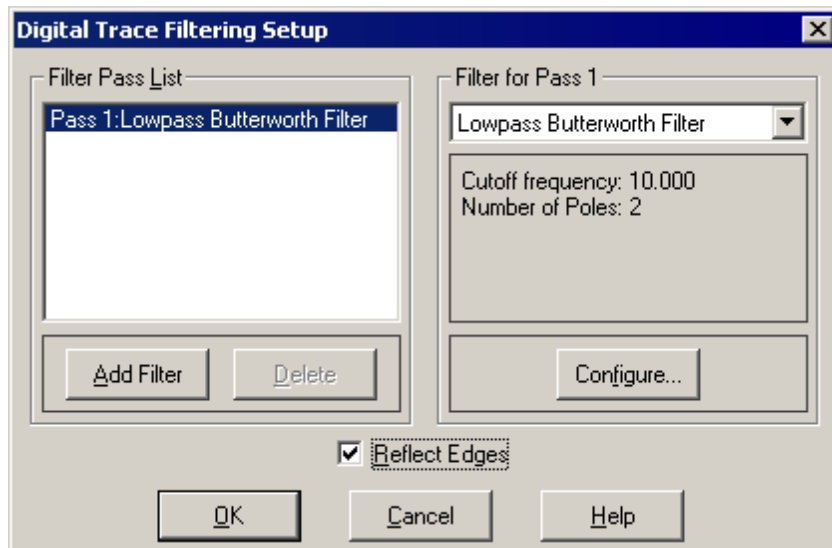 Digital Trace Filtering Setup
Filter Pass List
Pass 1:Lowpass Butterworth Filter
Add Filter
Delete
Filter for Pass 1
Lowpass Butterworth Filter
Cutoff frequency: 10.000
Number of Poles: 2
Configure...
Reflect Edges
OK
Cancel
Help